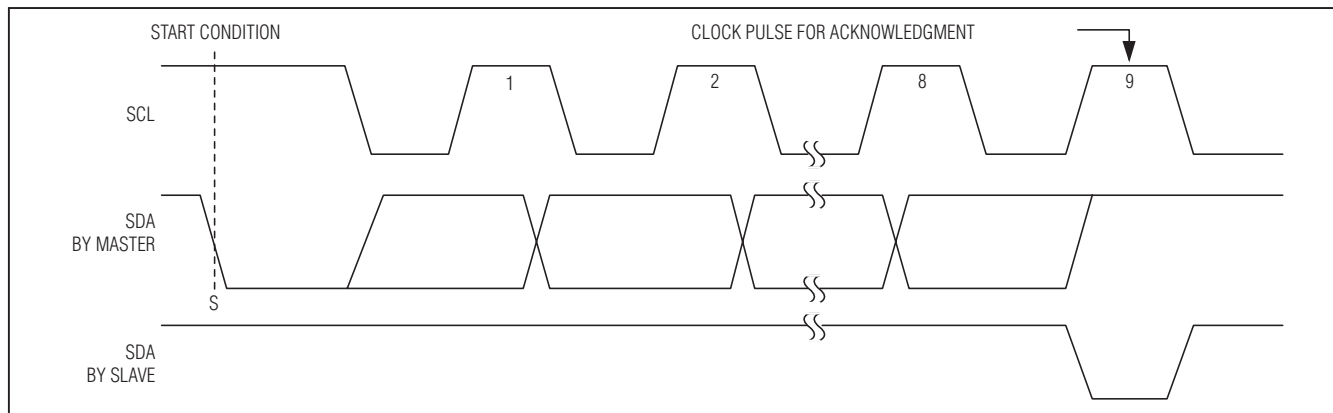 START CONDITION
CLOCK PULSE FOR ACKNOWLEDGMENT
SCL
1
2
8
9
SDA
BY MASTER
S
SDA
BY SLAVE